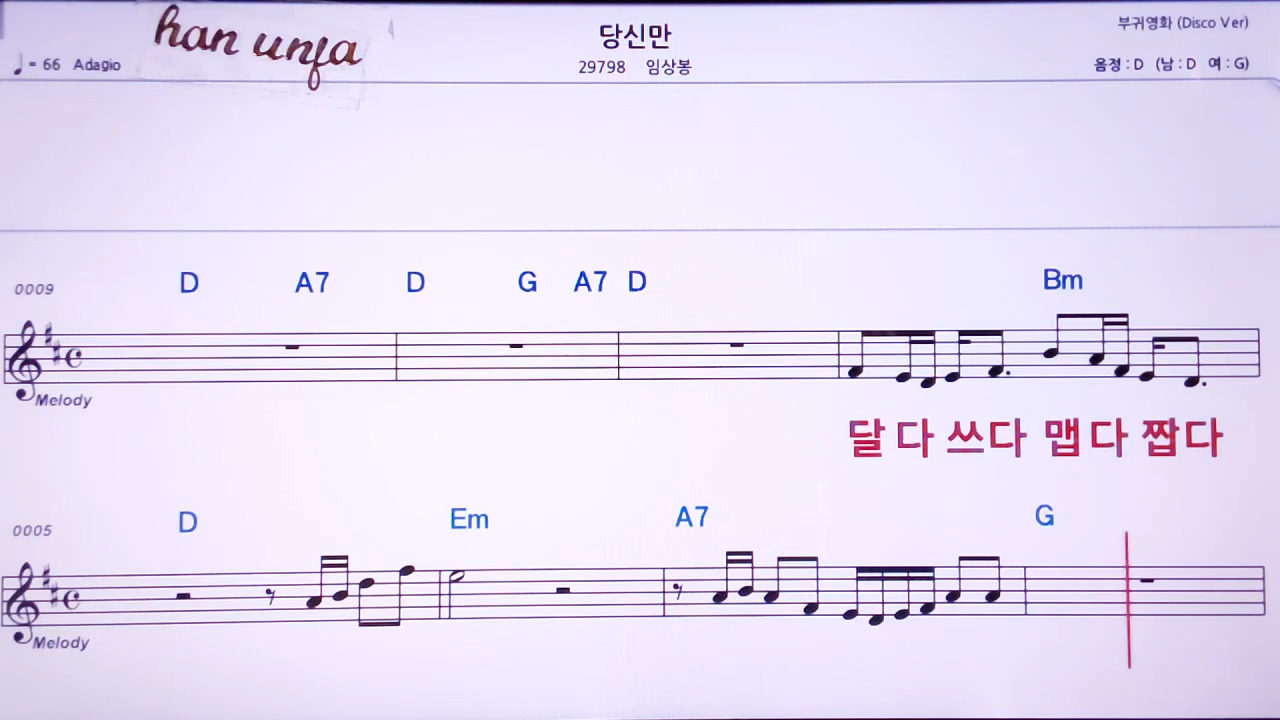 han unfa
당신만
부귀영화 (Disco Ver)
♩= 66 Adagio
29798 임상봉
음정 : D (남 : D 여 : G)
0009
D A7 D G A7 D Bm
Melody
달다 쓰다 맵다 짭다
0005
D Em A7 G
Melody